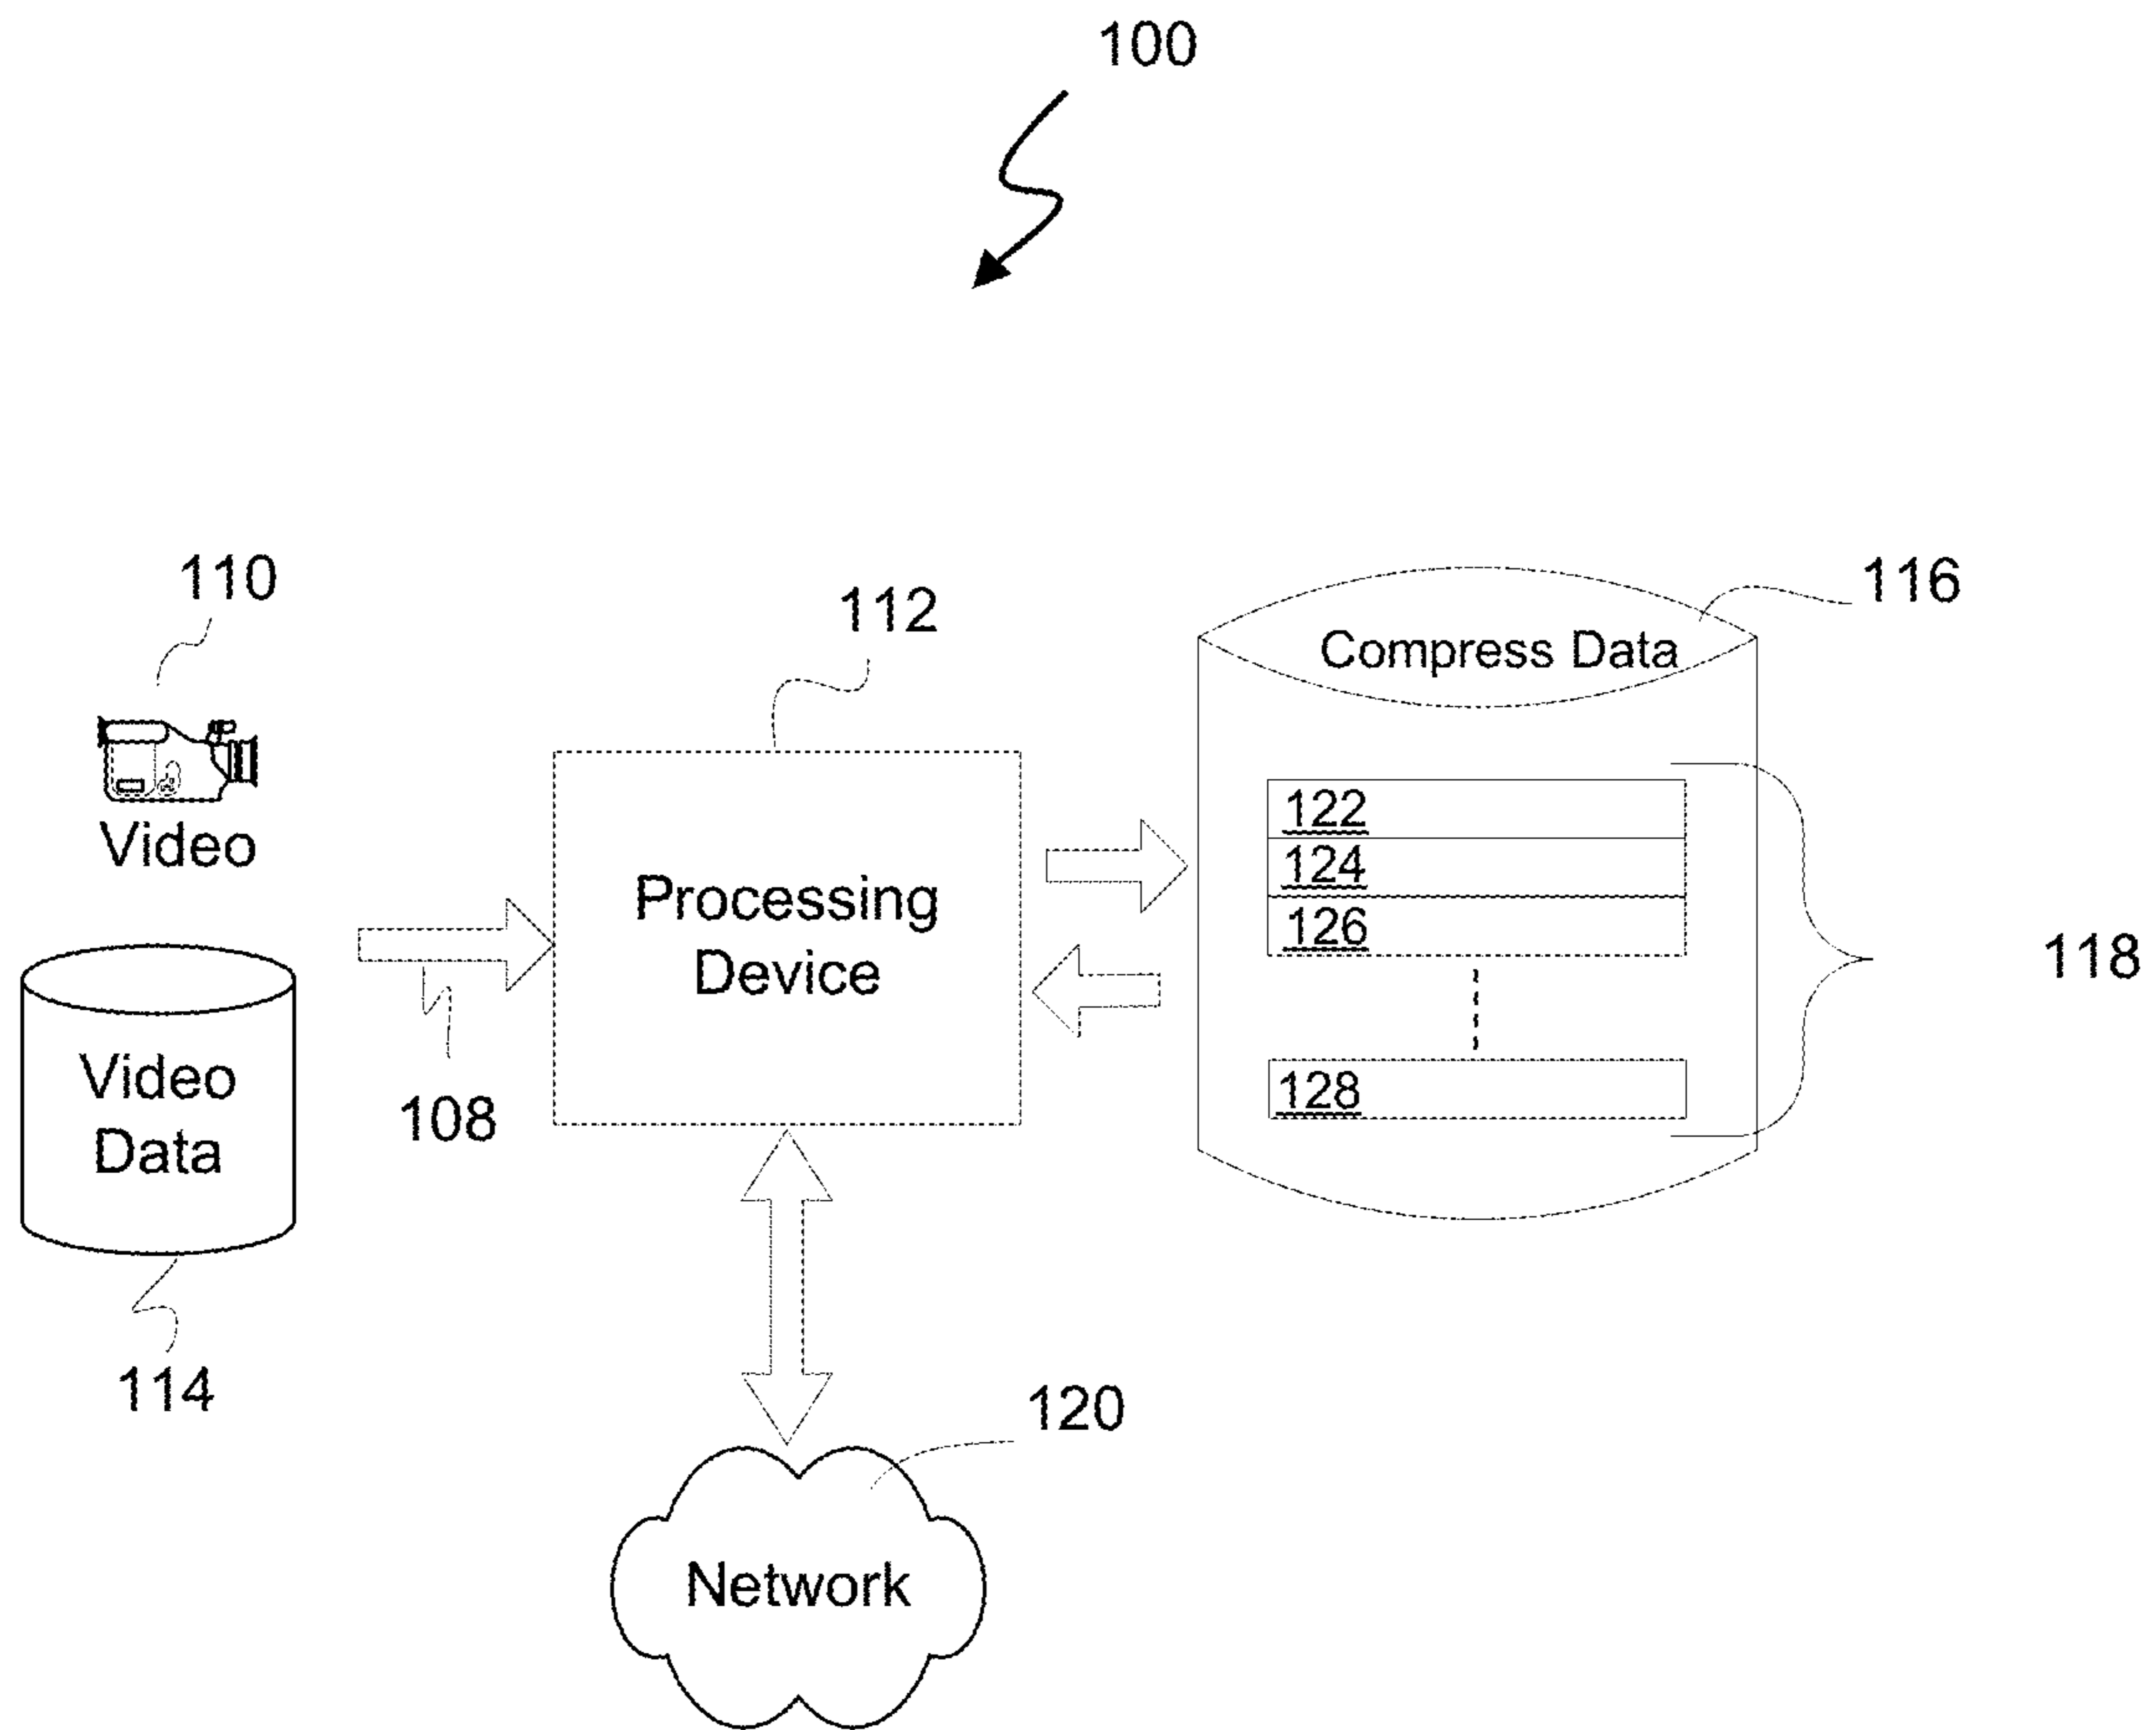 100
110
112
116
Compress Data
Video
122
124
126
128
118
Processing
Device
108
Video
Data
114
120
Network